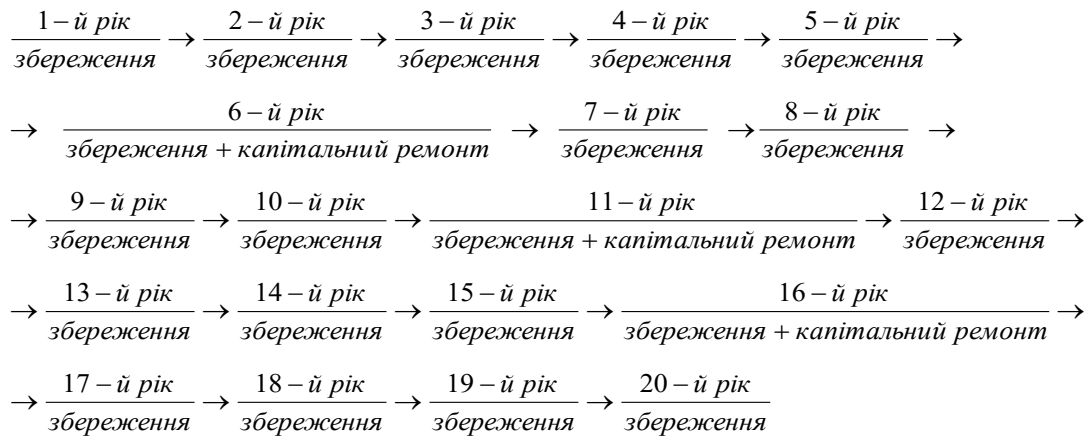 1 – й рік / збереження → 2 – й рік / збереження → 3 – й рік / збереження → 4 – й рік / збереження → 5 – й рік / збереження →
→ 6 – й рік / збереження + капітальний ремонт → 7 – й рік / збереження → 8 – й рік / збереження →
→ 9 – й рік / збереження → 10 – й рік / збереження → 11 – й рік / збереження + капітальний ремонт → 12 – й рік / збереження →
→ 13 – й рік / збереження → 14 – й рік / збереження → 15 – й рік / збереження → 16 – й рік / збереження + капітальний ремонт →
→ 17 – й рік / збереження → 18 – й рік / збереження → 19 – й рік / збереження → 20 – й рік / збереження